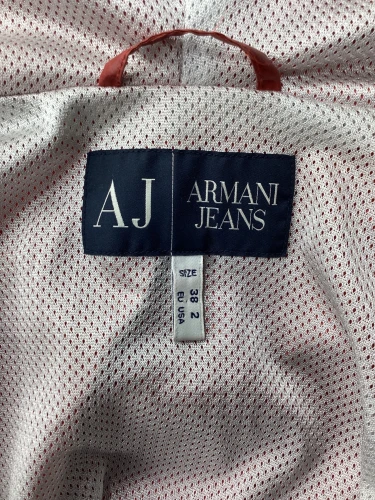 AJ
ARMANI
JEANS
SIZE
38 2
EU USA